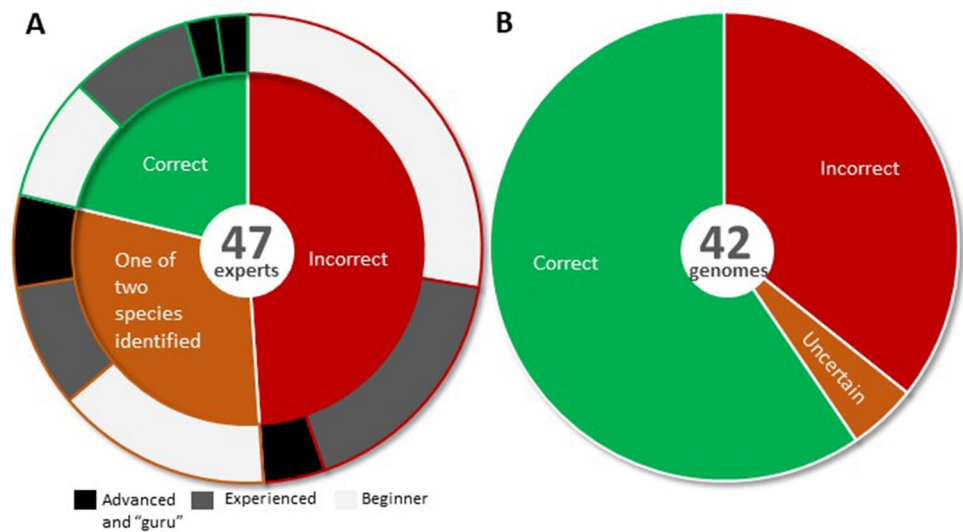 A
Correct
47
experts
Incorrect
One of
two
species
identified
Advanced
and “guru”
Experienced
Beginner
B
Incorrect
Correct
42
genomes
Uncertain